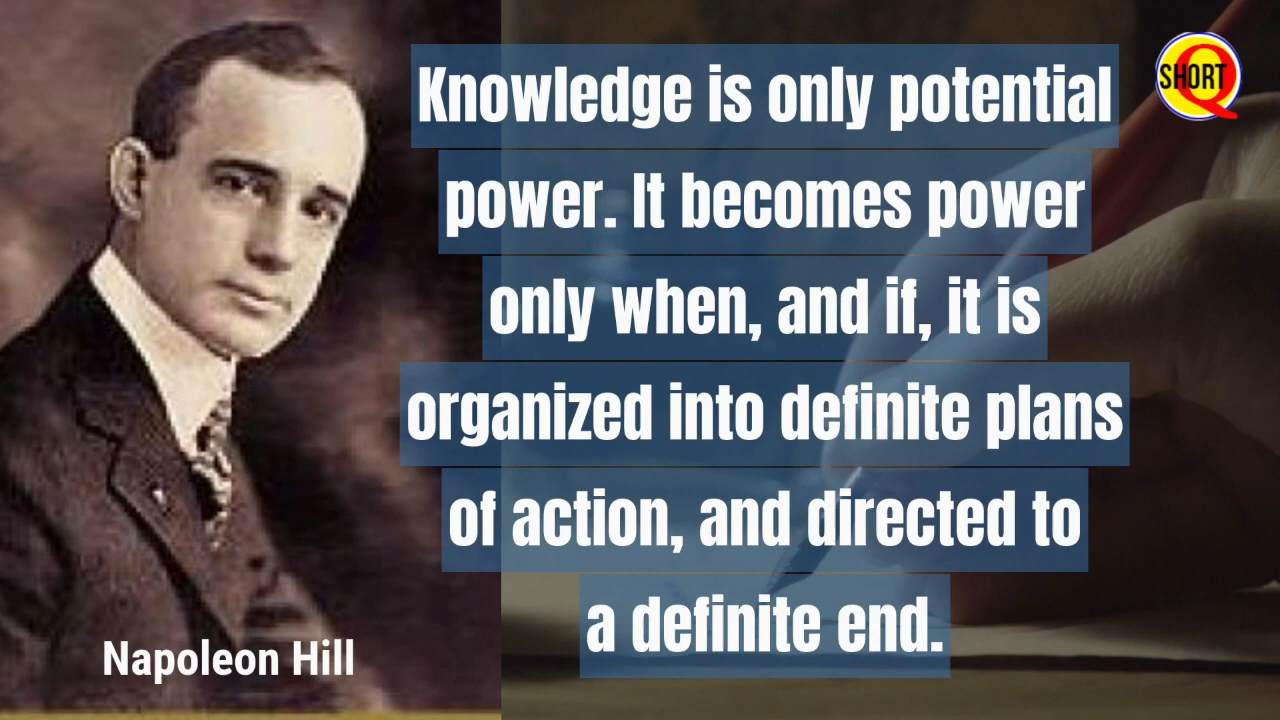 Knowledge is only potential
power. It becomes power
only when, and if, it is
organized into definite plans
of action, and directed to
a definite end.
Napoleon Hill
SHORT
Q